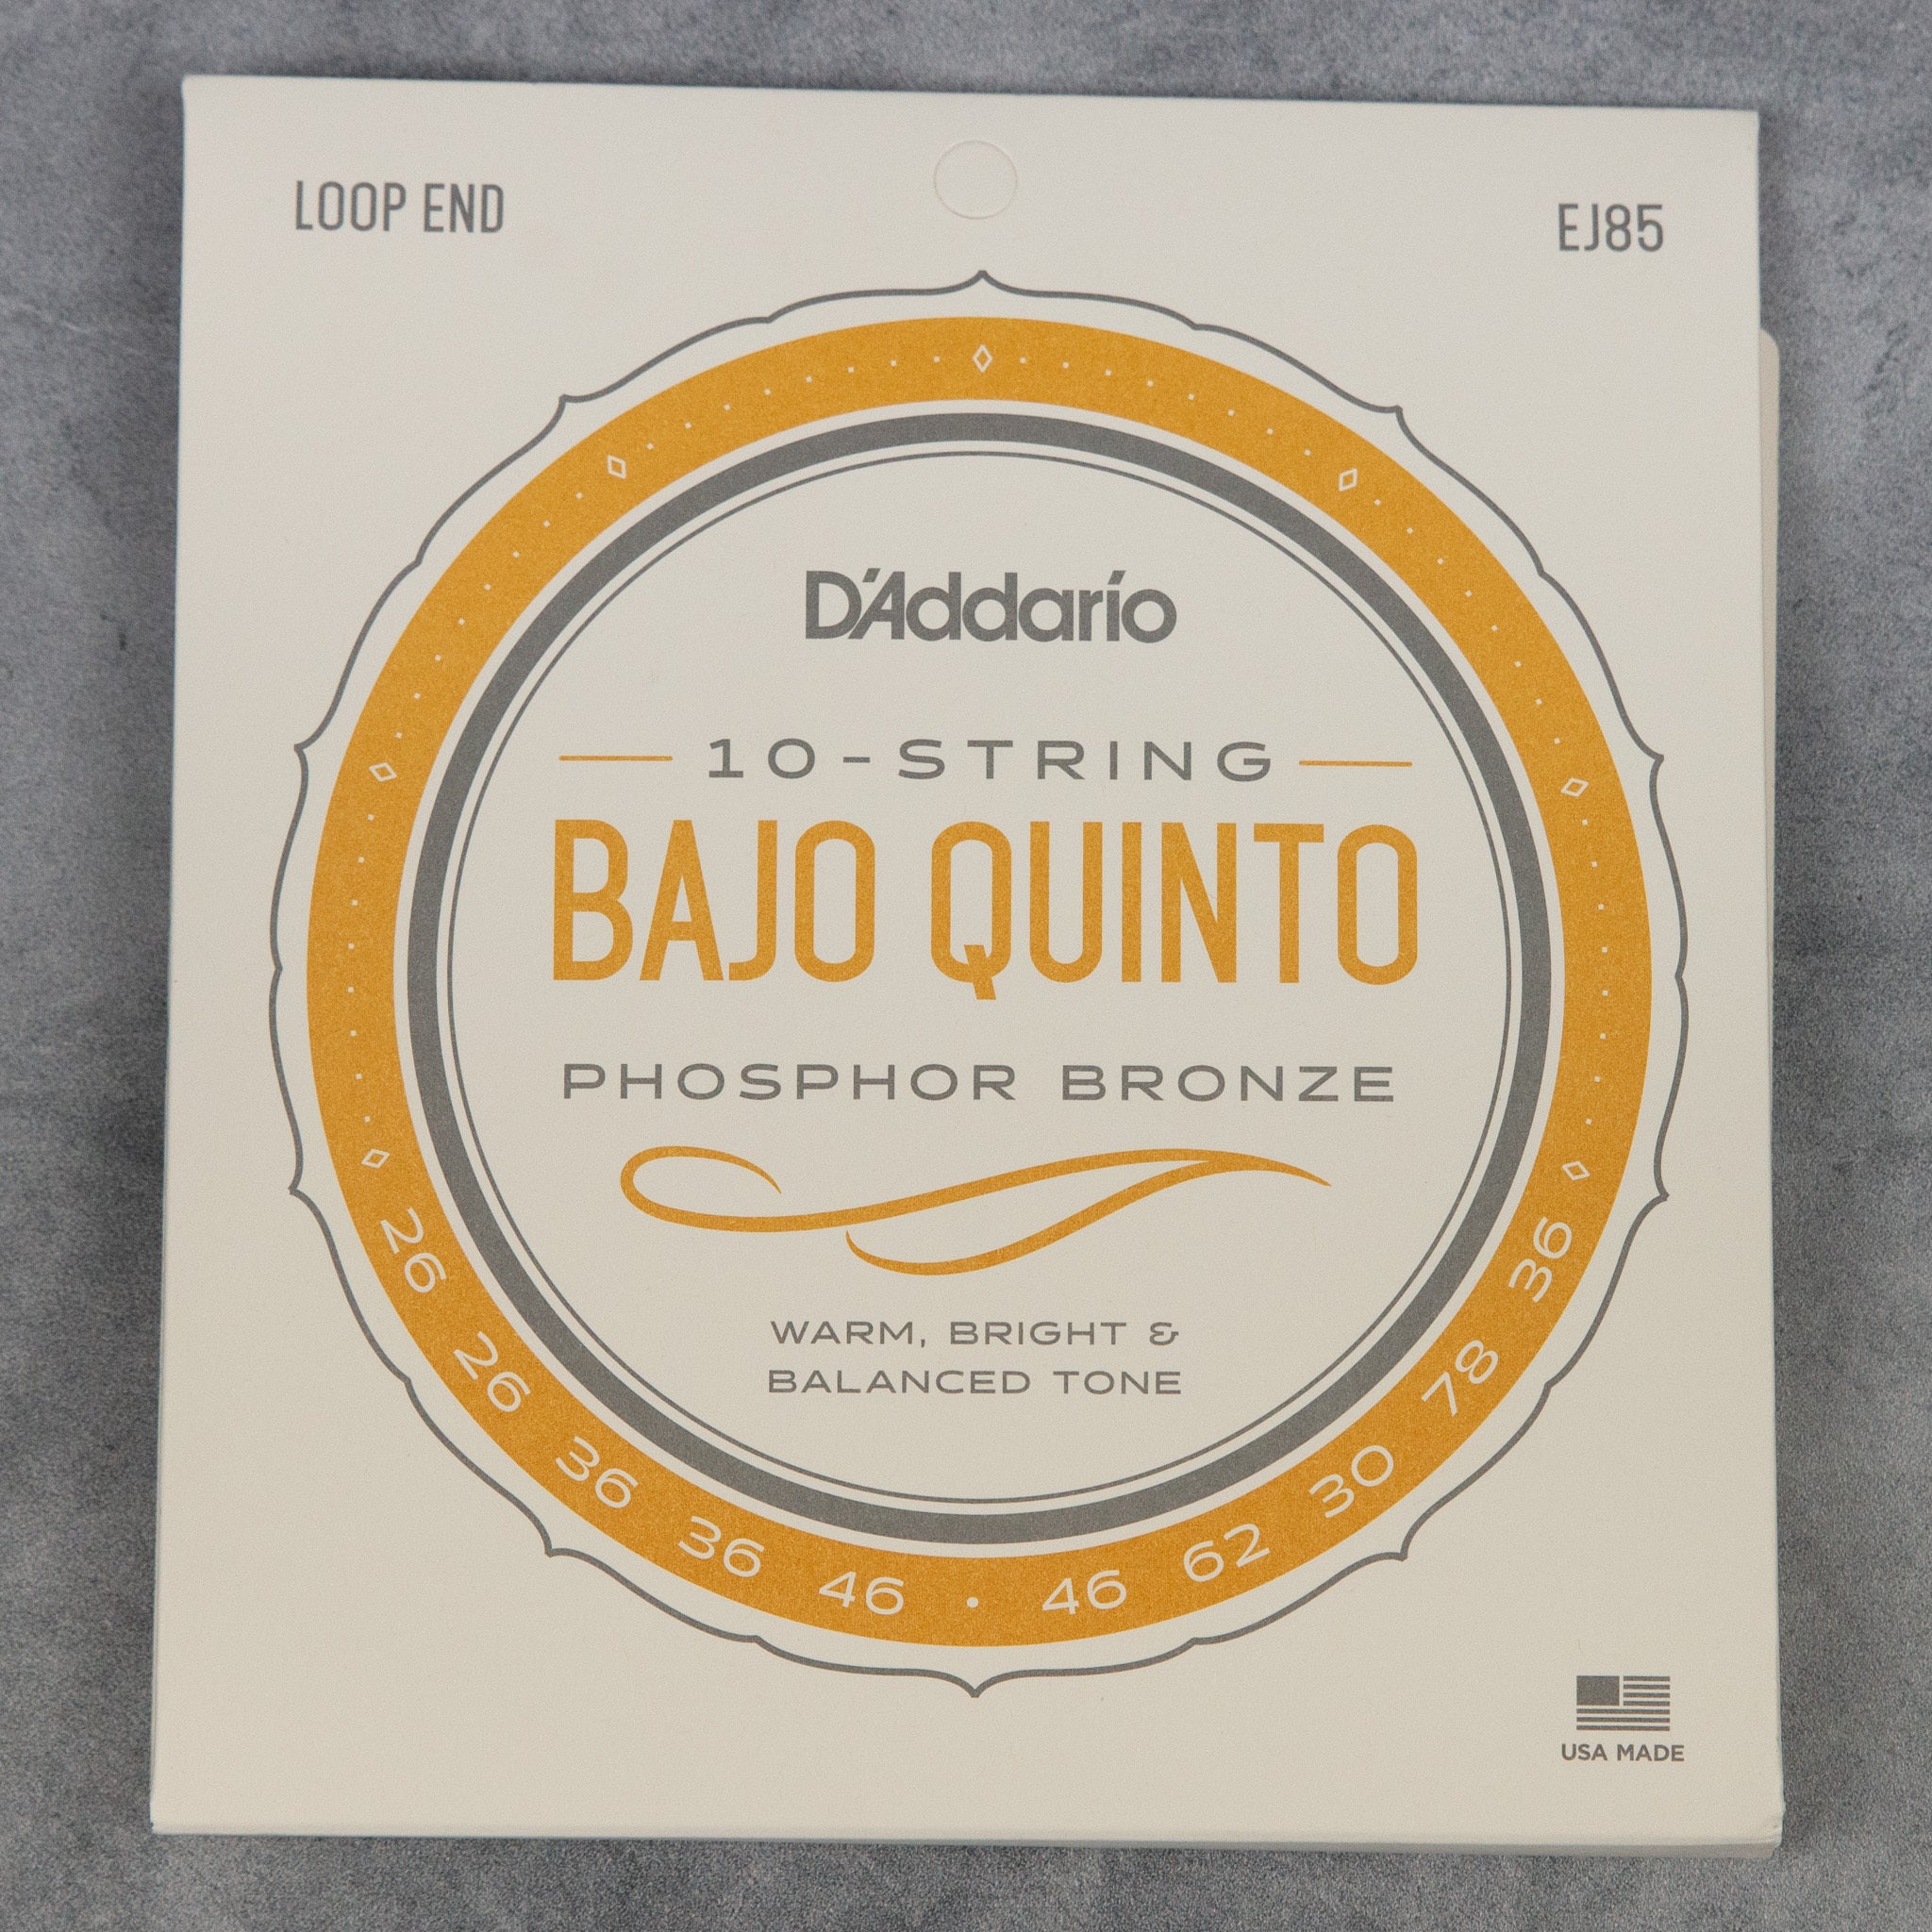 LOOP END
EJ85
D'Addario
10-STRING
BAJO QUINTO
PHOSPHOR BRONZE
WARM, BRIGHT &
BALANCED TONE
26 26 36 36 46 · 46 62 30 78 36
USA MADE